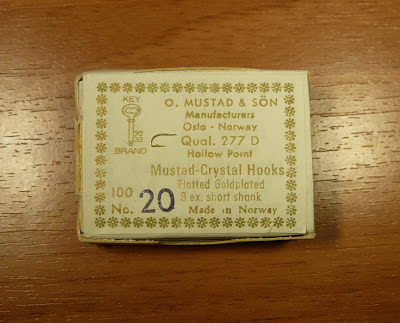 KEY
BRAND
O. MUSTAD & SÖN
Manufacturers
Oslo - Norway
Qual. 277 D
Hollow Point
Mustad-Crystal Hooks
Flatted Goldplated
3 ex. short shank
100
No. 20
Made in Norway